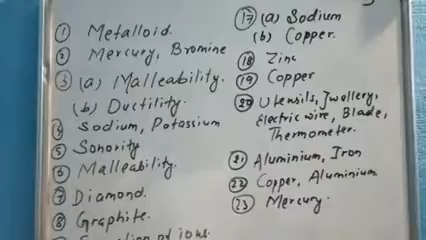 ① Metalloid.
② Mercury, Bromine
③ (a) Malleability.
(b) Ductility.
④ Sodium, Potassium
⑤ Sonority
⑥ Malleability.
⑦ Diamond.
⑧ Graphite.
of ions.
⑰ (a) Sodium
(b) Copper.
⑱ Zinc
⑲ Copper
⑳ Utensils, Jwellery,
Electric wire, Blade,
Thermometer.
㉑ Aluminium, Iron
㉒ Copper, Aluminium
㉓ Mercury.